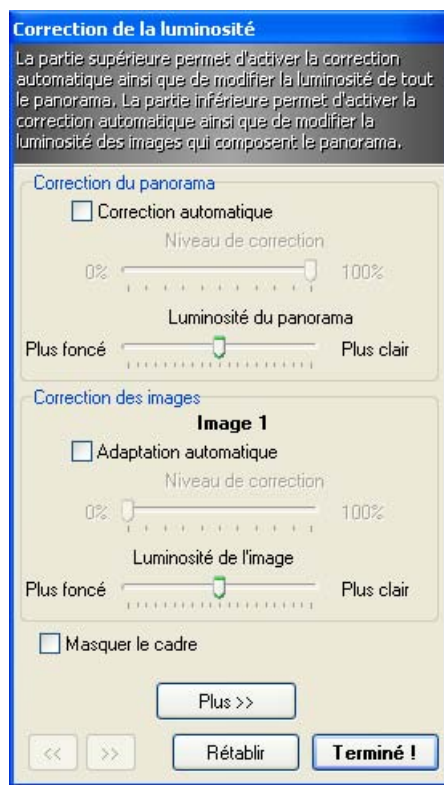 Correction de la luminosité
La partie supérieure permet d'activer la correction
automatique ainsi que de modifier la luminosité de tout
le panorama. La partie inférieure permet d'activer la
correction automatique ainsi que de modifier la
luminosité des images qui composent le panorama.
Correction du panorama
Correction automatique
Niveau de correction
0% 100%
Luminosité du panorama
Plus foncé Plus clair
Correction des images
Image 1
Adaptation automatique
Niveau de correction
0% 100%
Luminosité de l'image
Plus foncé Plus clair
Masquer le cadre
Plus >>
<< >> Rétablir Terminé !